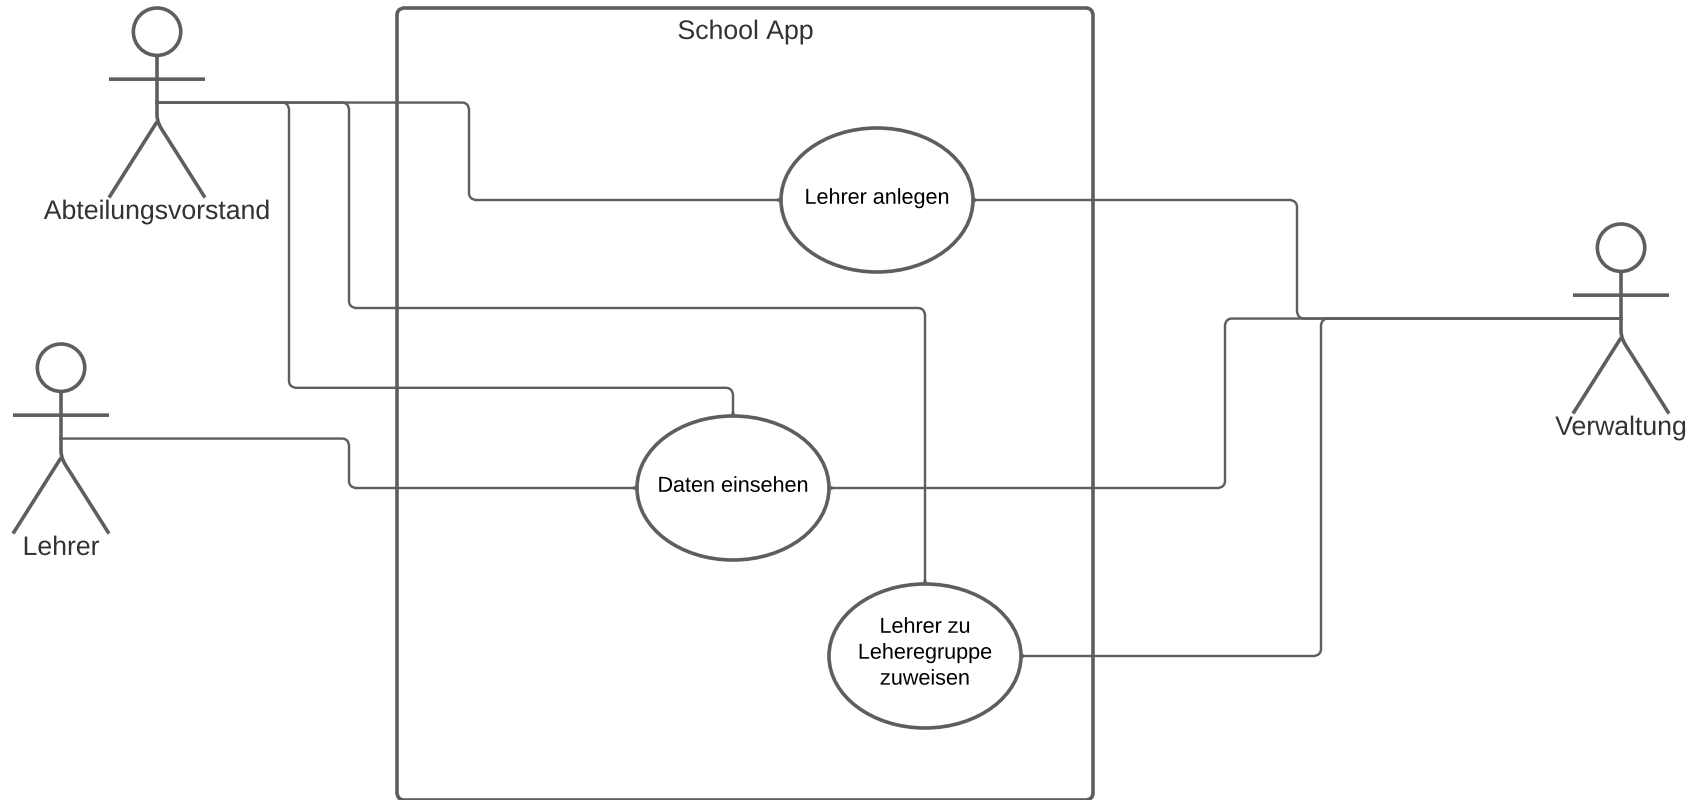 School App
Abteilungsvorstand
Lehrer anlegen
Verwaltung
Lehrer
Daten einsehen
Lehrer zu
Leheregruppe
zuweisen